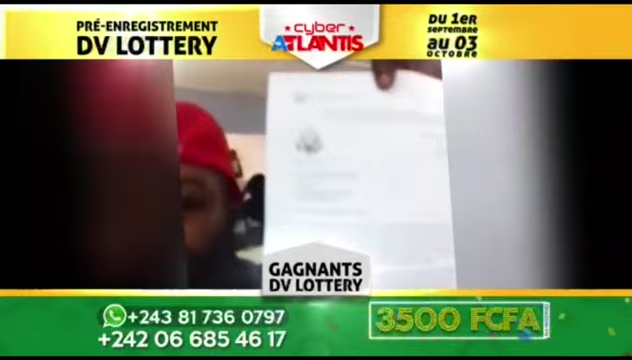 PRÉ-ENREGISTREMENT
DV LOTTERY
cyber
ATLANTIS
DU 1ER
SEPTEMBRE
au 03
OCTOBRE
GAGNANTS
DV LOTTERY
+243 81 736 0797
+242 06 685 46 17
3500 FCFA